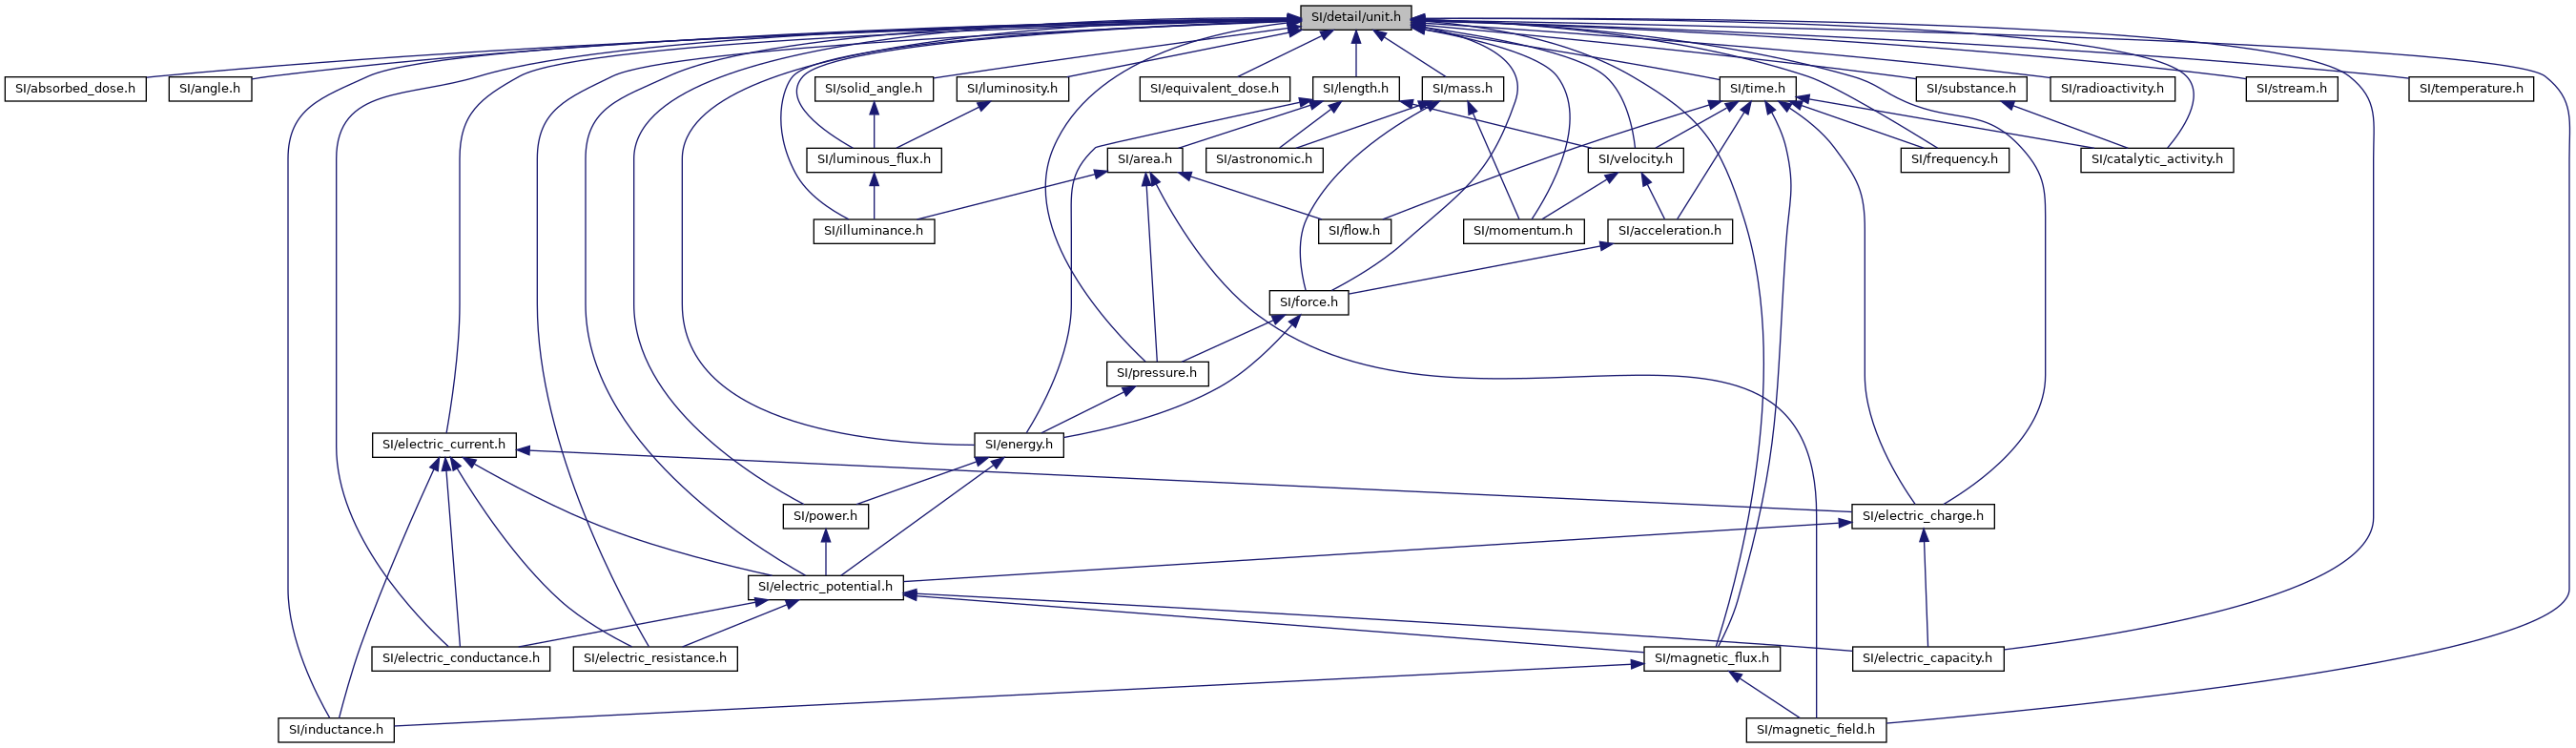 SI/detail/unit.h
SI/absorbed_dose.h
SI/angle.h
SI/solid_angle.h
SI/luminosity.h
SI/equivalent_dose.h
SI/length.h
SI/mass.h
SI/time.h
SI/substance.h
SI/radioactivity.h
SI/stream.h
SI/temperature.h
SI/luminous_flux.h
SI/area.h
SI/astronomic.h
SI/velocity.h
SI/frequency.h
SI/catalytic_activity.h
SI/illuminance.h
SI/flow.h
SI/momentum.h
SI/acceleration.h
SI/force.h
SI/pressure.h
SI/electric_current.h
SI/energy.h
SI/power.h
SI/electric_charge.h
SI/electric_potential.h
SI/electric_conductance.h
SI/electric_resistance.h
SI/magnetic_flux.h
SI/electric_capacity.h
SI/inductance.h
SI/magnetic_field.h